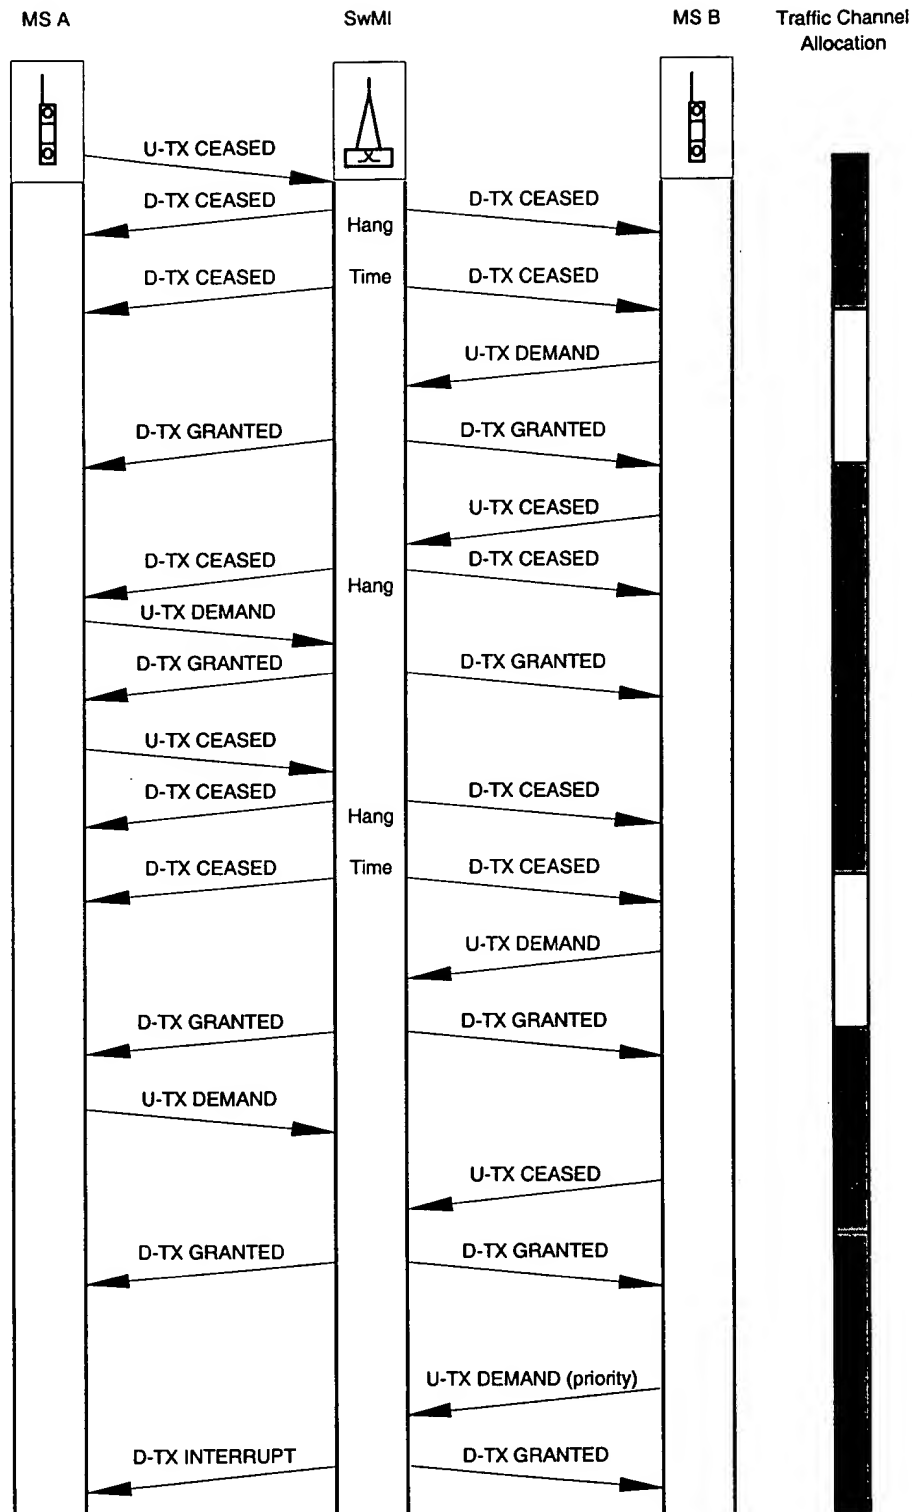 MS A
SwMI
MS B
Traffic Channel
Allocation
U-TX CEASED
D-TX CEASED
D-TX CEASED
Hang
D-TX CEASED
Time
D-TX CEASED
U-TX DEMAND
D-TX GRANTED
D-TX GRANTED
U-TX CEASED
D-TX CEASED
D-TX CEASED
Hang
U-TX DEMAND
D-TX GRANTED
D-TX GRANTED
U-TX CEASED
D-TX CEASED
D-TX CEASED
Hang
D-TX CEASED
Time
D-TX CEASED
U-TX DEMAND
D-TX GRANTED
D-TX GRANTED
U-TX DEMAND
U-TX CEASED
D-TX GRANTED
D-TX GRANTED
U-TX DEMAND (priority)
D-TX INTERRUPT
D-TX GRANTED